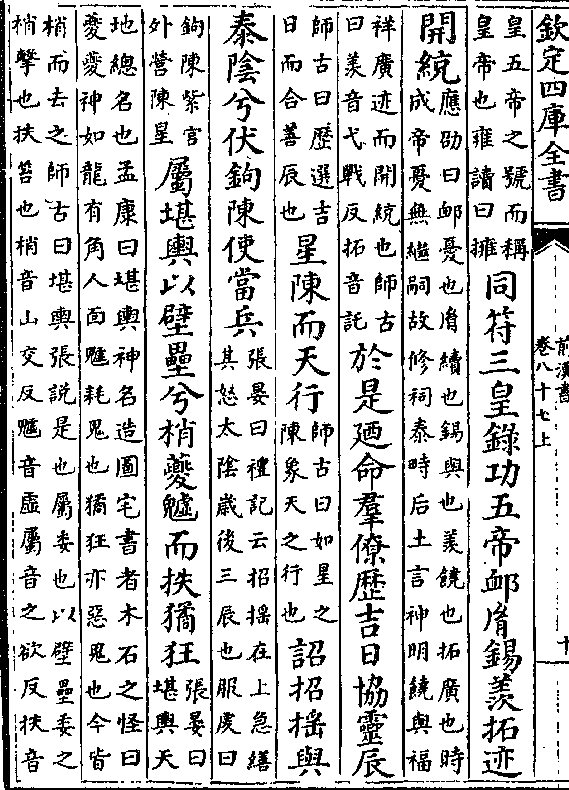 欽定四庫全書
前漢書
卷八十七上
皇五帝之號而稱
皇帝也雍讀曰擁
同符三皇錄功五帝卹胤錫羡拓迹
開統
應劭曰卹憂也胤續也錫與也羡饒也拓廣也時
成帝憂無繼嗣故修祠泰畤后土言神明饒與福
祥廣迹而開統也師古
曰羡音弋戰反拓音託
於是廼命羣僚歷吉日協靈辰
師古曰歷選吉
日而合善辰也
星陳而天行
師古曰如星之
陳象天之行也
詔招搖與
泰陰兮伏鉤陳使當兵
張晏曰禮記云招搖在上急繕
其怒太陰歲後三辰也服虔曰
鉤陳紫宮
外營陳星
屬堪輿以壁壘兮梢夔魖而抶獝狂
張晏曰
堪輿天
地總名也孟康曰堪輿神名造圖宅書者木石之怪曰
夔夔神如龍有角人面魖耗鬼也獝狂亦惡鬼也今皆
梢而去之師古曰堪輿張說是也屬委也以壁壘委之
梢擊也抶笞也梢音山交反魖音虛屬音之欲反抶音